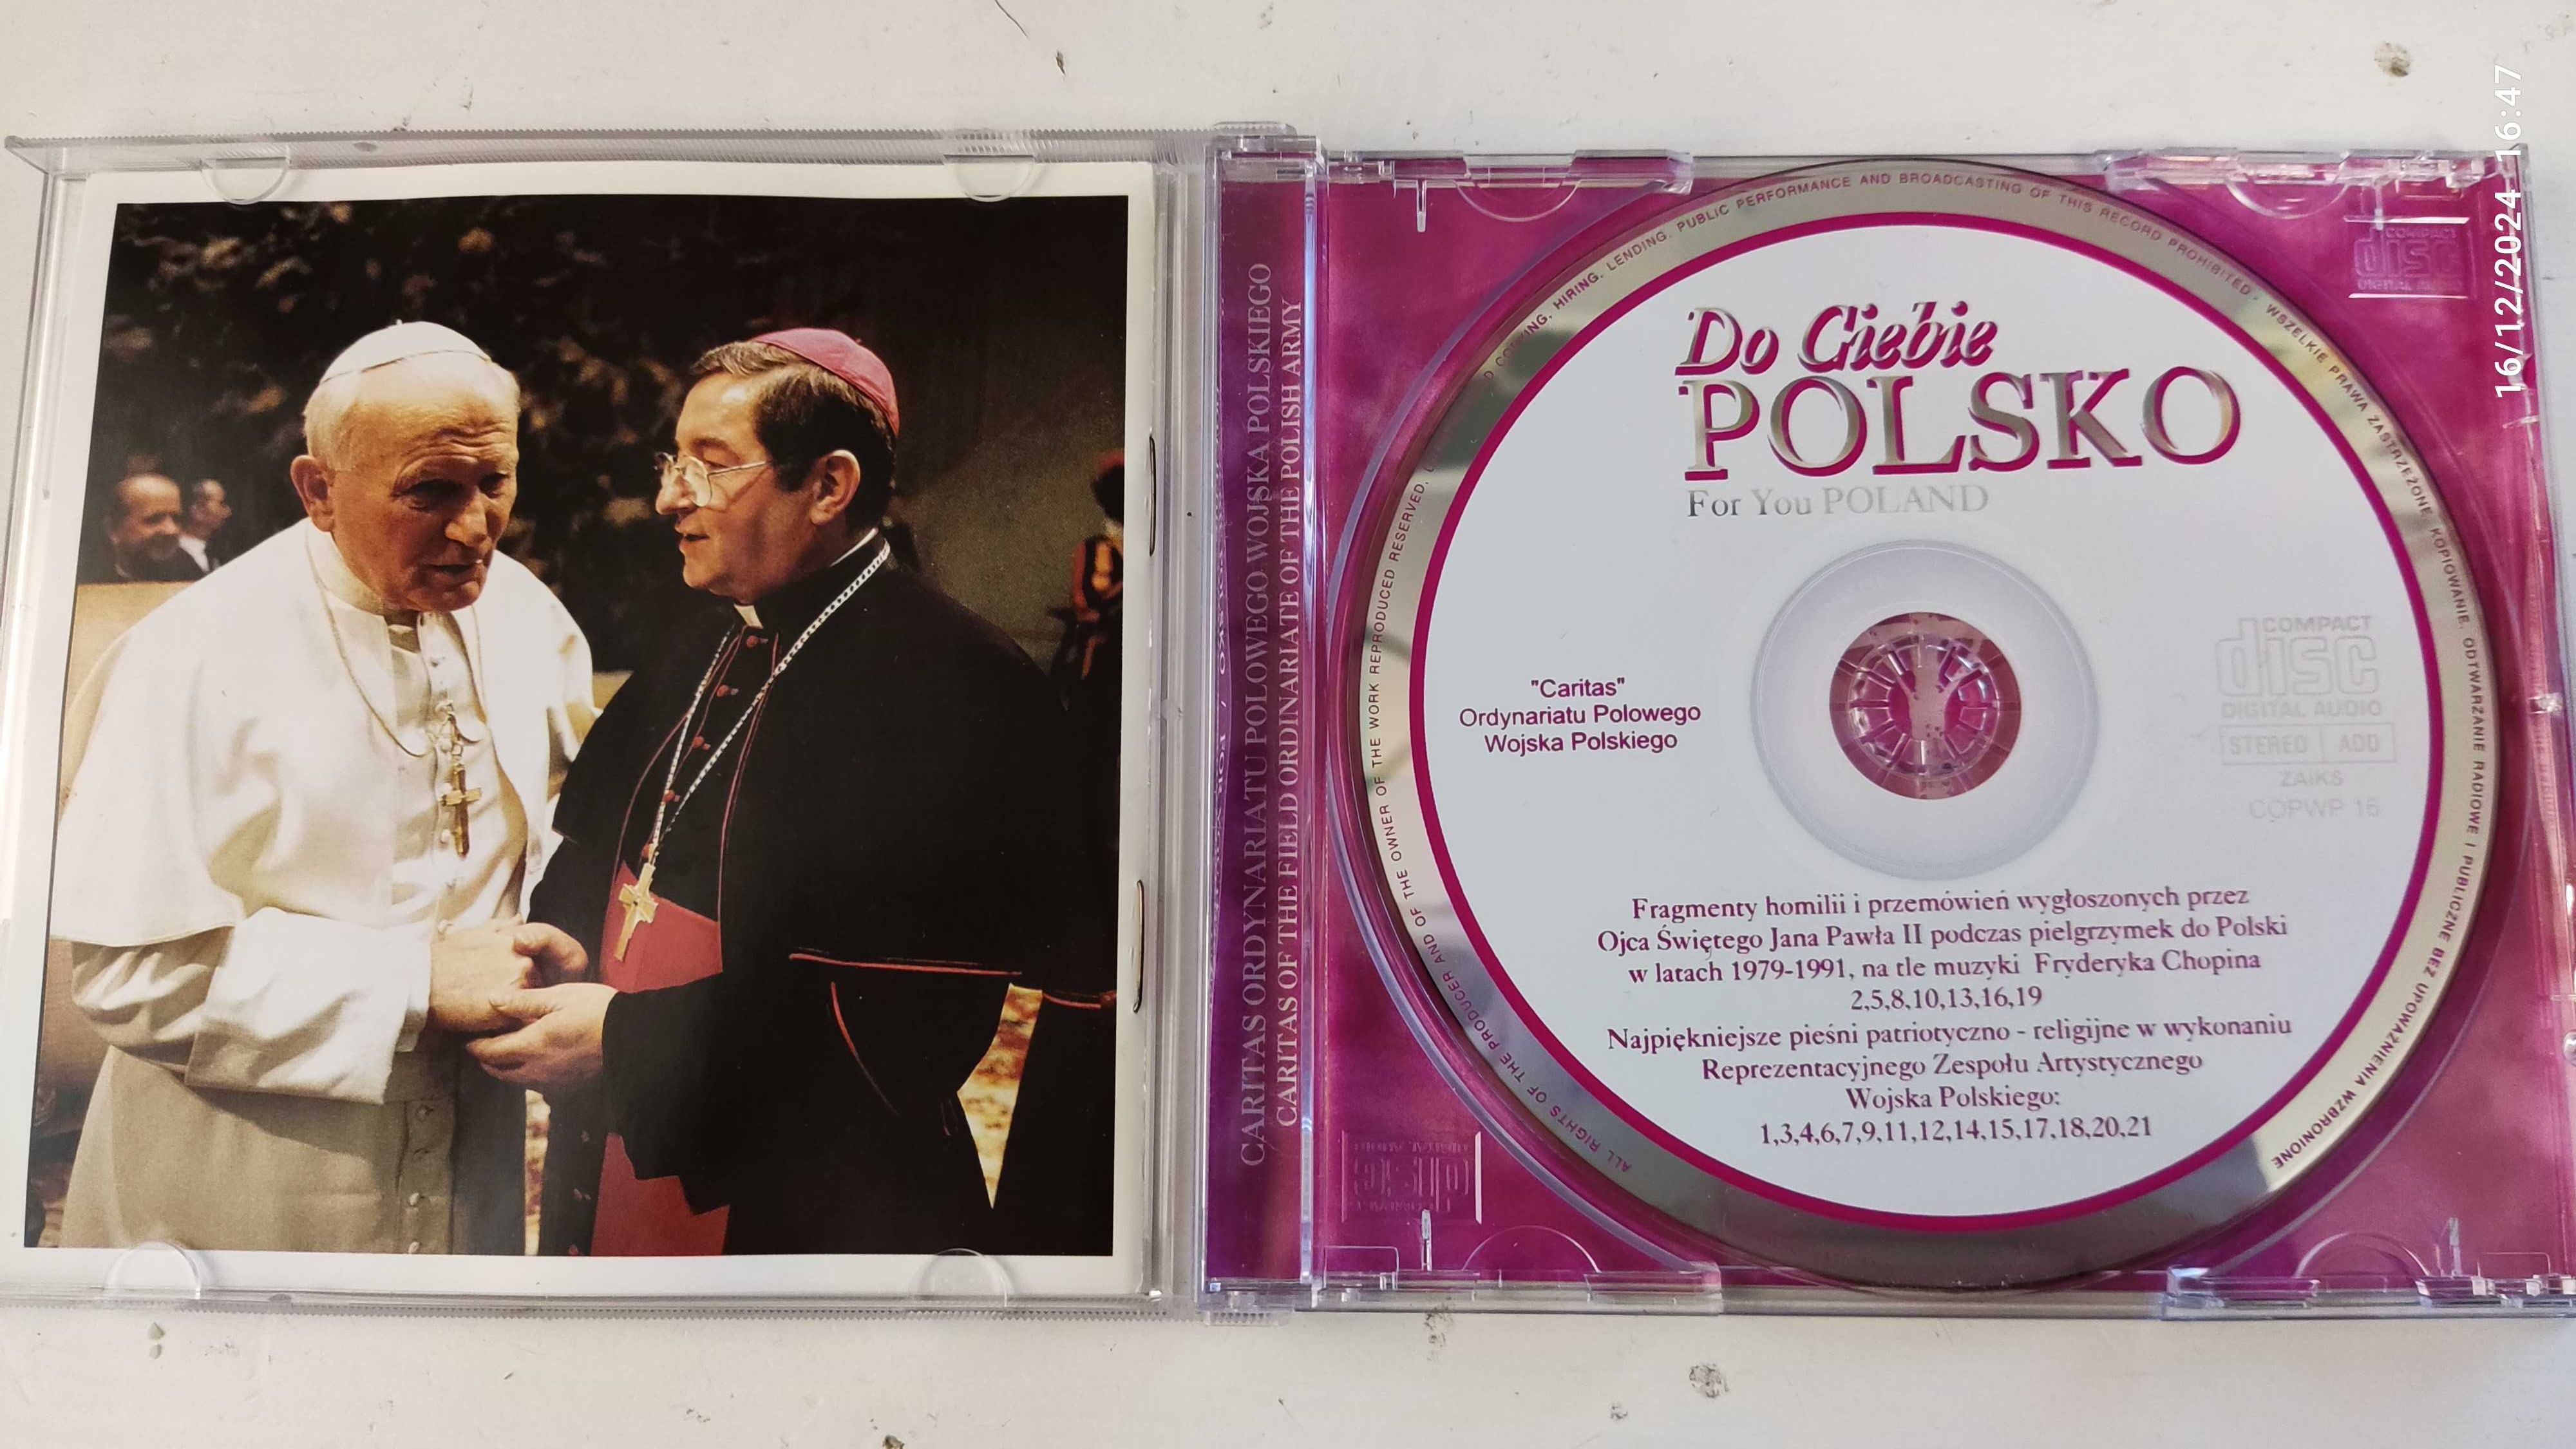 CARITAS ORDYNARIATU POLOWEGO WOJSKA POLSKIEGO
CARITAS OF THE FIELD ORDINARIATE OF THE POLISH ARMY
Do Ciebie
POLSKO
For You POLAND
"Caritas"
Ordynariatu Polowego
Wojska Polskiego
COMPACT
disc
DIGITAL AUDIO
STEREO ADD
ZAIKS
COPWP 16
Fragmenty homilii i przemówień wygłoszonych przez
Ojca Świętego Jana Pawła II podczas pielgrzymek do Polski
w latach 1979-1991, na tle muzyki Fryderyka Chopina
2,5,8,10,13,16,19
Najpiękniejsze pieśni patriotyczno - religijne w wykonaniu
Reprezentacyjnego Zespołu Artystycznego
Wojska Polskiego:
1,3,4,6,7,9,11,12,14,15,17,18,20,21
ALL RIGHTS OF THE PRODUCER AND OF THE OWNER OF THE WORK REPRODUCED RESERVED. COPYING, HIRING, LENDING, PUBLIC PERFORMANCE AND BROADCASTING OF THIS RECORD PROHIBITED - WSZELKIE PRAWA ZASTRZEŻONE. KOPIOWANIE, ODTWARZANIE RADIOWE I PUBLICZNE BEZ UPOWAŻNIENIA WZBRONIONE
COMPACT
disc
DIGITAL AUDIO
disc
16/12/2024 16:47